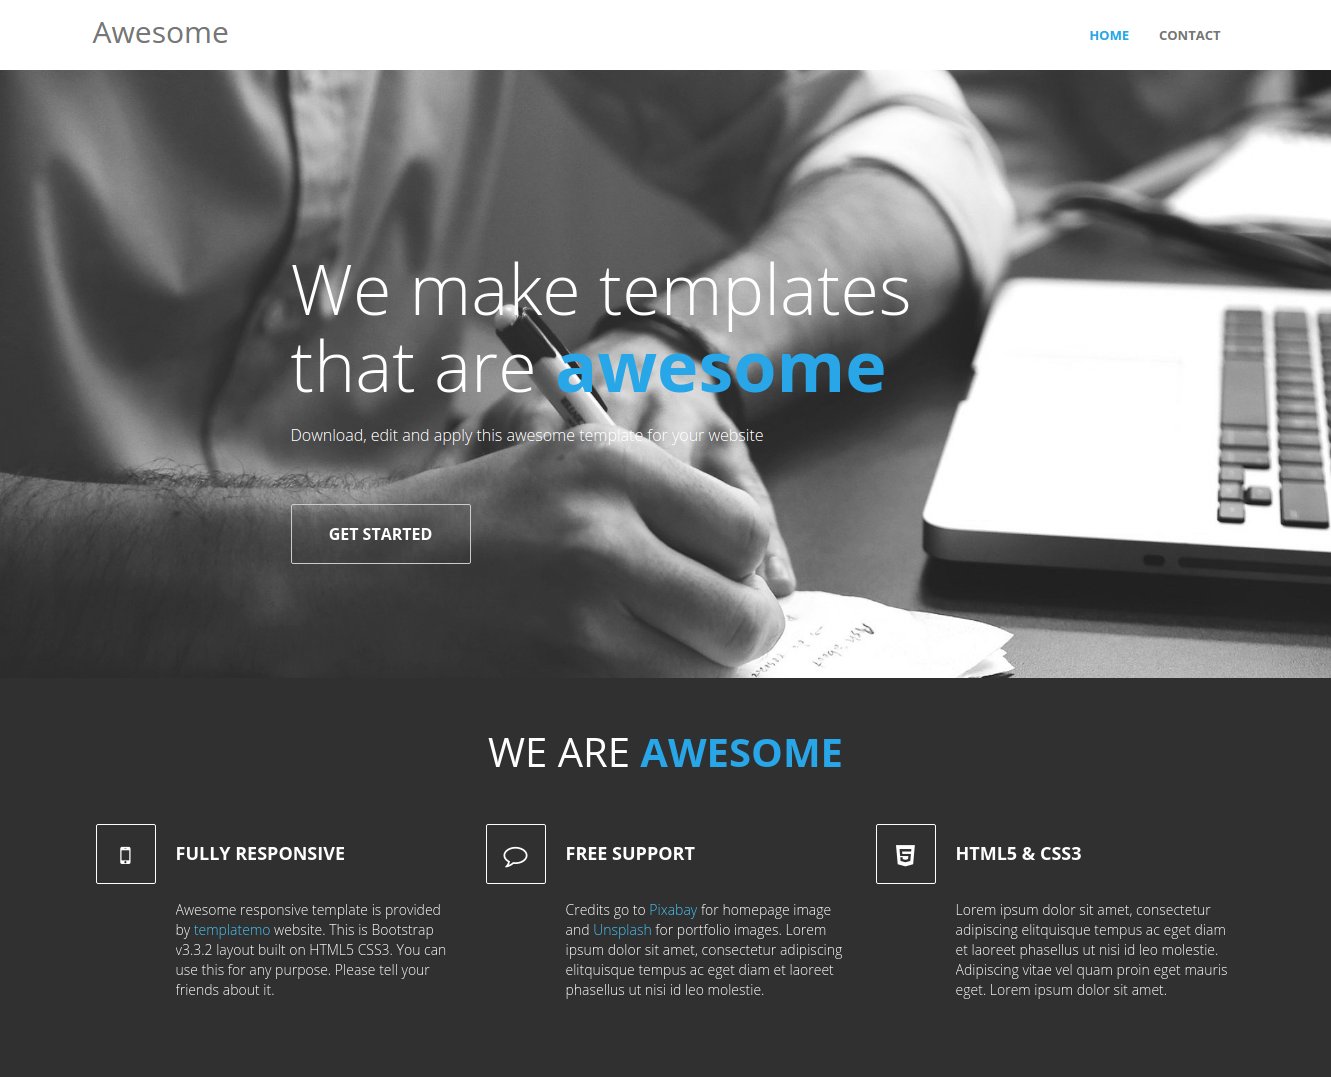 Awesome
HOME CONTACT
We make templates
that are awesome
Download, edit and apply this awesome template for your website
GET STARTED
WE ARE AWESOME
FULLY RESPONSIVE
Awesome responsive template is provided
by templatemo website. This is Bootstrap
v3.3.2 layout built on HTML5 CSS3. You can
use this for any purpose. Please tell your
friends about it.
FREE SUPPORT
Credits go to Pixabay for homepage image
and Unsplash for portfolio images. Lorem
ipsum dolor sit amet, consectetur adipiscing
elitquisque tempus ac eget diam et laoreet
phasellus ut nisi id leo molestie.
HTML5 & CSS3
Lorem ipsum dolor sit amet, consectetur
adipiscing elitquisque tempus ac eget diam
et laoreet phasellus ut nisi id leo molestie.
Adipiscing vitae vel quam proin eget mauris
eget. Lorem ipsum dolor sit amet.